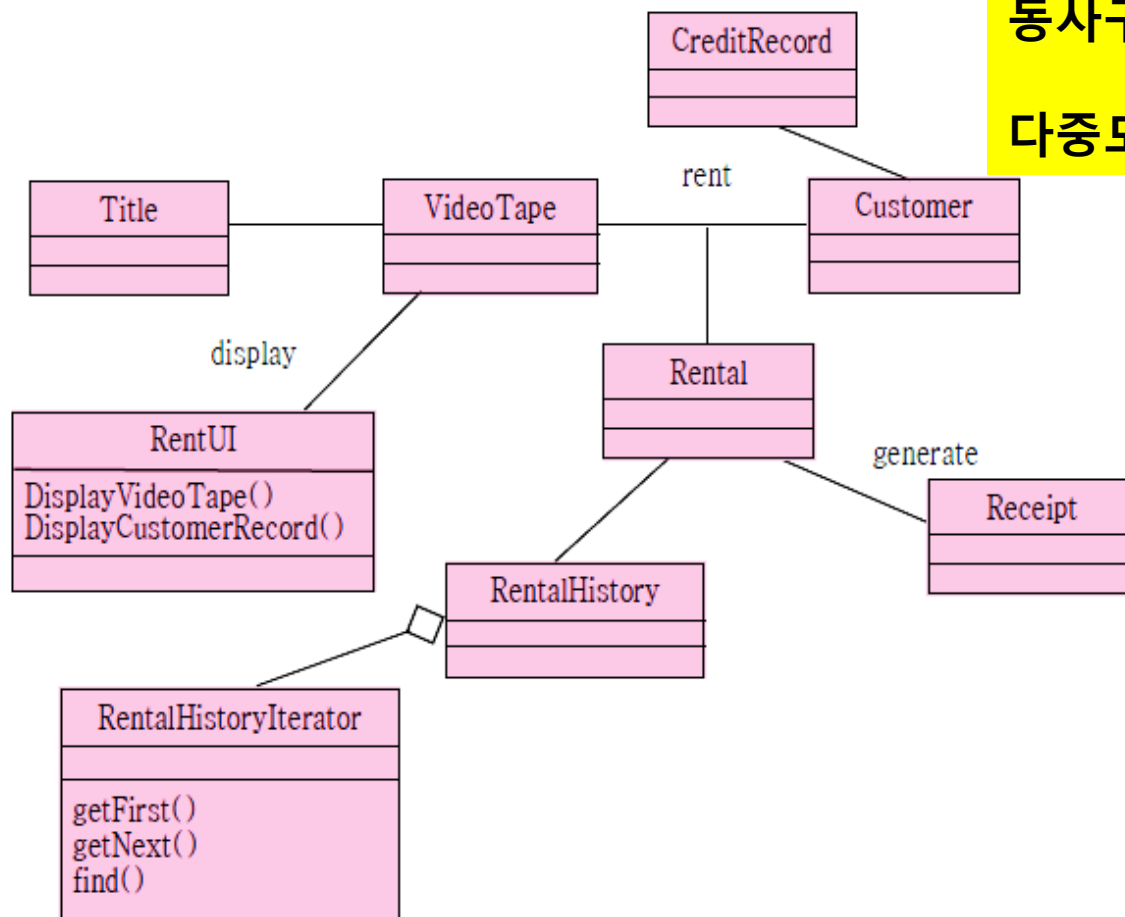 CreditRecord
rent
Title
VideoTape
Customer
display
Rental
RentUI
generate
DisplayVideoTape()
DisplayCustomerRecord()
Receipt
RentalHistory
RentalHistoryIterator
getFirst()
getNext()
find()